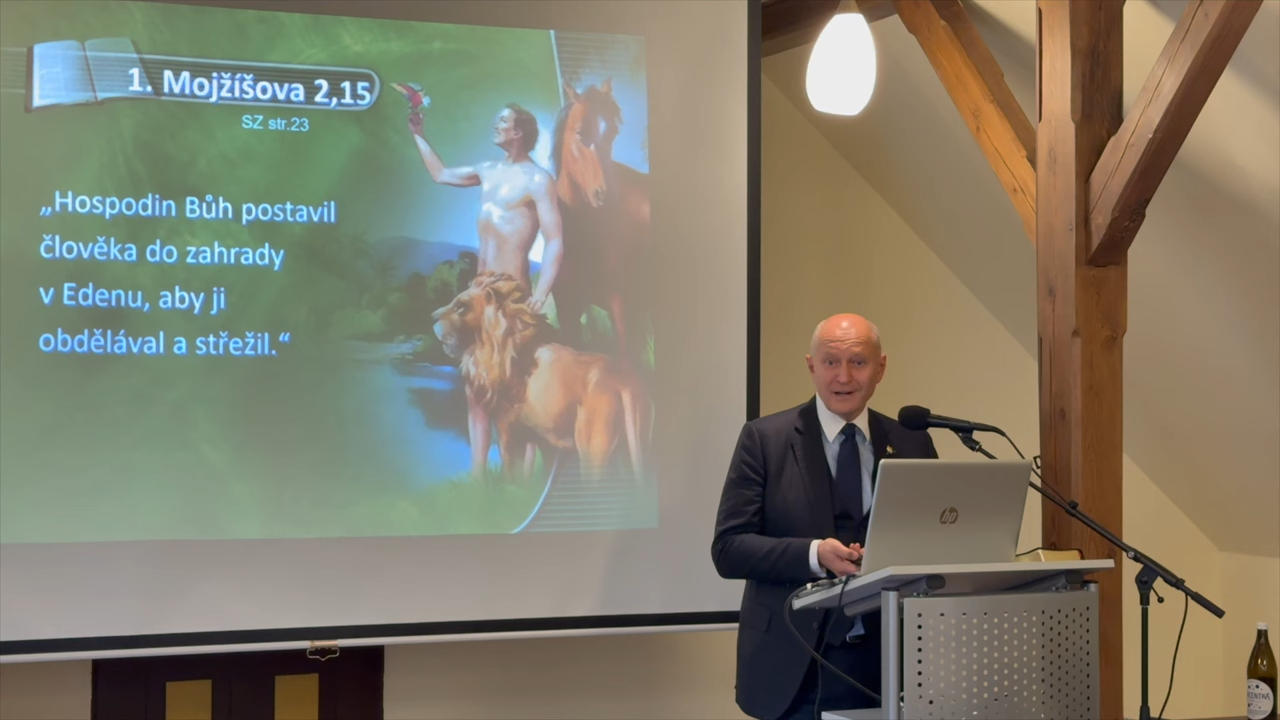 1. Mojžíšova 2,15
SZ str.23
„Hospodin Bůh postavil
člověka do zahrady
v Edenu, aby ji
obdělával a střežil.“
hp